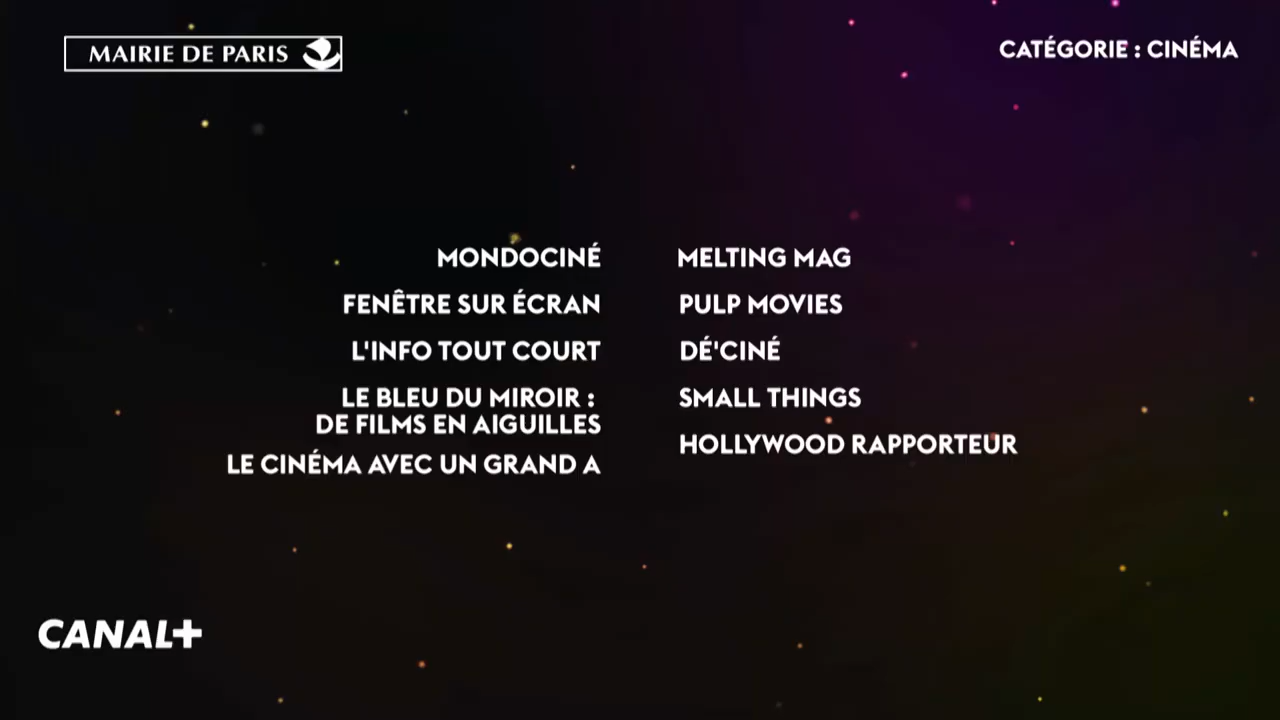 MAIRIE DE PARIS
CATÉGORIE : CINÉMA
MONDOCINÉ
FENÊTRE SUR ÉCRAN
L'INFO TOUT COURT
LE BLEU DU MIROIR :
DE FILMS EN AIGUILLES
LE CINÉMA AVEC UN GRAND A
MELTING MAG
PULP MOVIES
DÉ'CINÉ
SMALL THINGS
HOLLYWOOD RAPPORTEUR
CANAL+